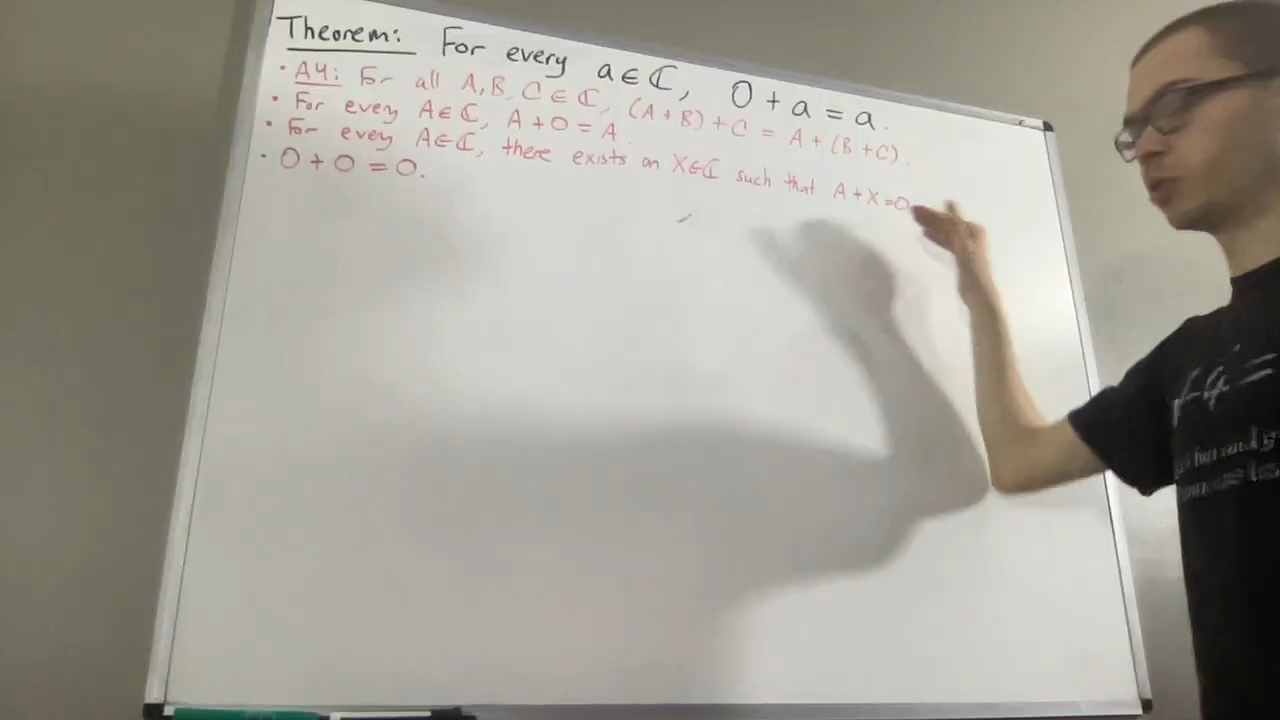 Theorem: For every a ∈ ℂ, 0 + a = a.
• A4: For all A, B, C ∈ ℂ, (A + B) + C = A + (B + C).
• For every A ∈ ℂ, A + 0 = A.
• For every A ∈ ℂ, there exists an X ∈ ℂ such that A + X = 0
• 0 + 0 = 0.